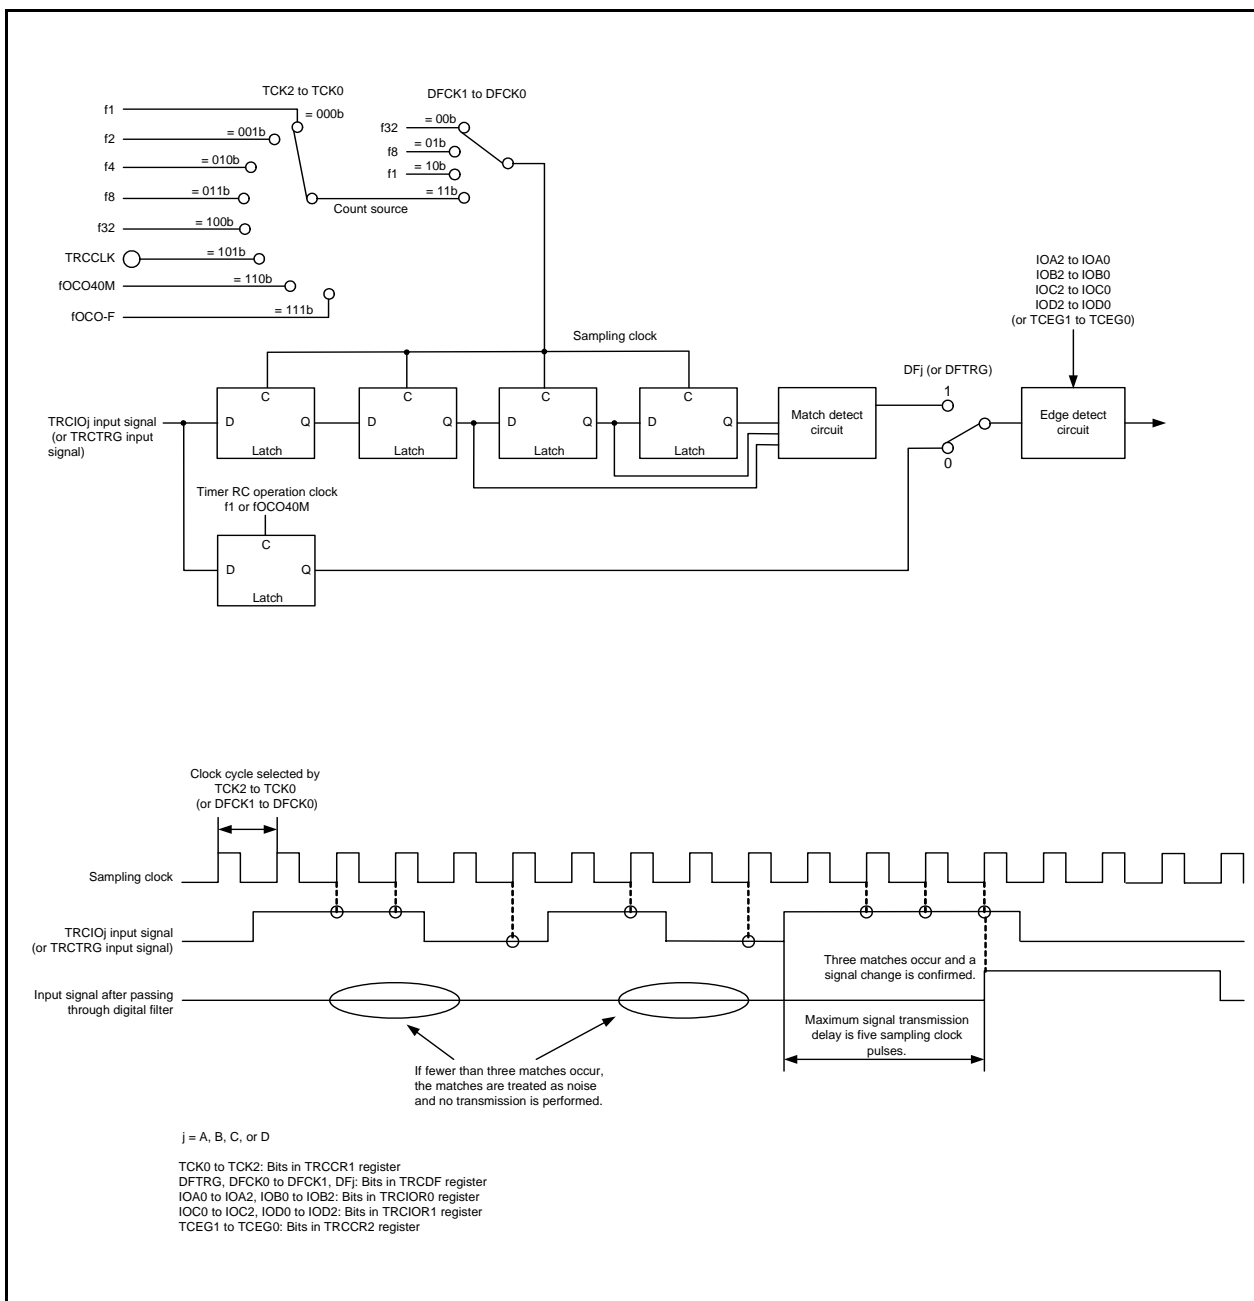 TCK2 to TCK0
DFCK1 to DFCK0
f1
= 000b
f2
= 001b
f4
= 010b
f8
= 011b
f32
= 100b
TRCCLK
= 101b
fOCO40M
= 110b
fOCO-F
= 111b
f32
= 00b
f8
= 01b
f1
= 10b
= 11b
Count source
Sampling clock
IOA2 to IOA0
IOB2 to IOB0
IOC2 to IOC0
IOD2 to IOD0
(or TCEG1 to TCEG0)
DFj (or DFTRG)
1
0
TRCIOj input signal
(or TRCTRG input
signal)
C
D
Q
Latch
C
D
Q
Latch
C
D
Q
Latch
C
D
Q
Latch
Match detect
circuit
Edge detect
circuit
Timer RC operation clock
f1 or fOCO40M
C
D
Q
Latch
Clock cycle selected by
TCK2 to TCK0
(or DFCK1 to DFCK0)
Sampling clock
TRCIOj input signal
(or TRCTRG input signal)
Three matches occur and a
signal change is confirmed.
Input signal after passing
through digital filter
Maximum signal transmission
delay is five sampling clock
pulses.
If fewer than three matches occur,
the matches are treated as noise
and no transmission is performed.
j = A, B, C, or D
TCK0 to TCK2: Bits in TRCCR1 register
DFTRG, DFCK0 to DFCK1, DFj: Bits in TRCDF register
IOA0 to IOA2, IOB0 to IOB2: Bits in TRCIOR0 register
IOC0 to IOC2, IOD0 to IOD2: Bits in TRCIOR1 register
TCEG1 to TCEG0: Bits in TRCCR2 register